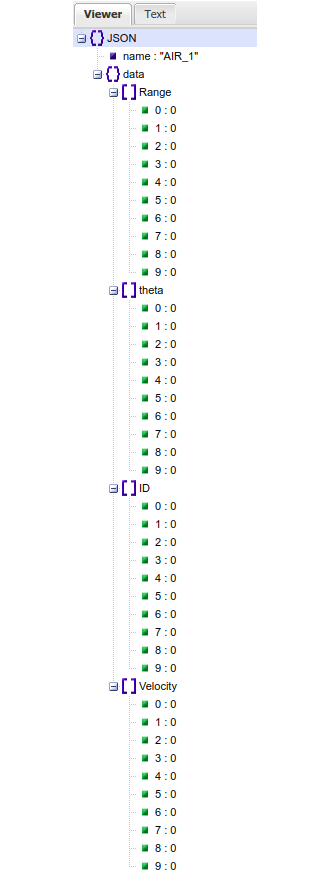 Viewer Text
JSON
name : "AIR_1"
data
Range
0 : 0
1 : 0
2 : 0
3 : 0
4 : 0
5 : 0
6 : 0
7 : 0
8 : 0
9 : 0
theta
0 : 0
1 : 0
2 : 0
3 : 0
4 : 0
5 : 0
6 : 0
7 : 0
8 : 0
9 : 0
ID
0 : 0
1 : 0
2 : 0
3 : 0
4 : 0
5 : 0
6 : 0
7 : 0
8 : 0
9 : 0
Velocity
0 : 0
1 : 0
2 : 0
3 : 0
4 : 0
5 : 0
6 : 0
7 : 0
8 : 0
9 : 0